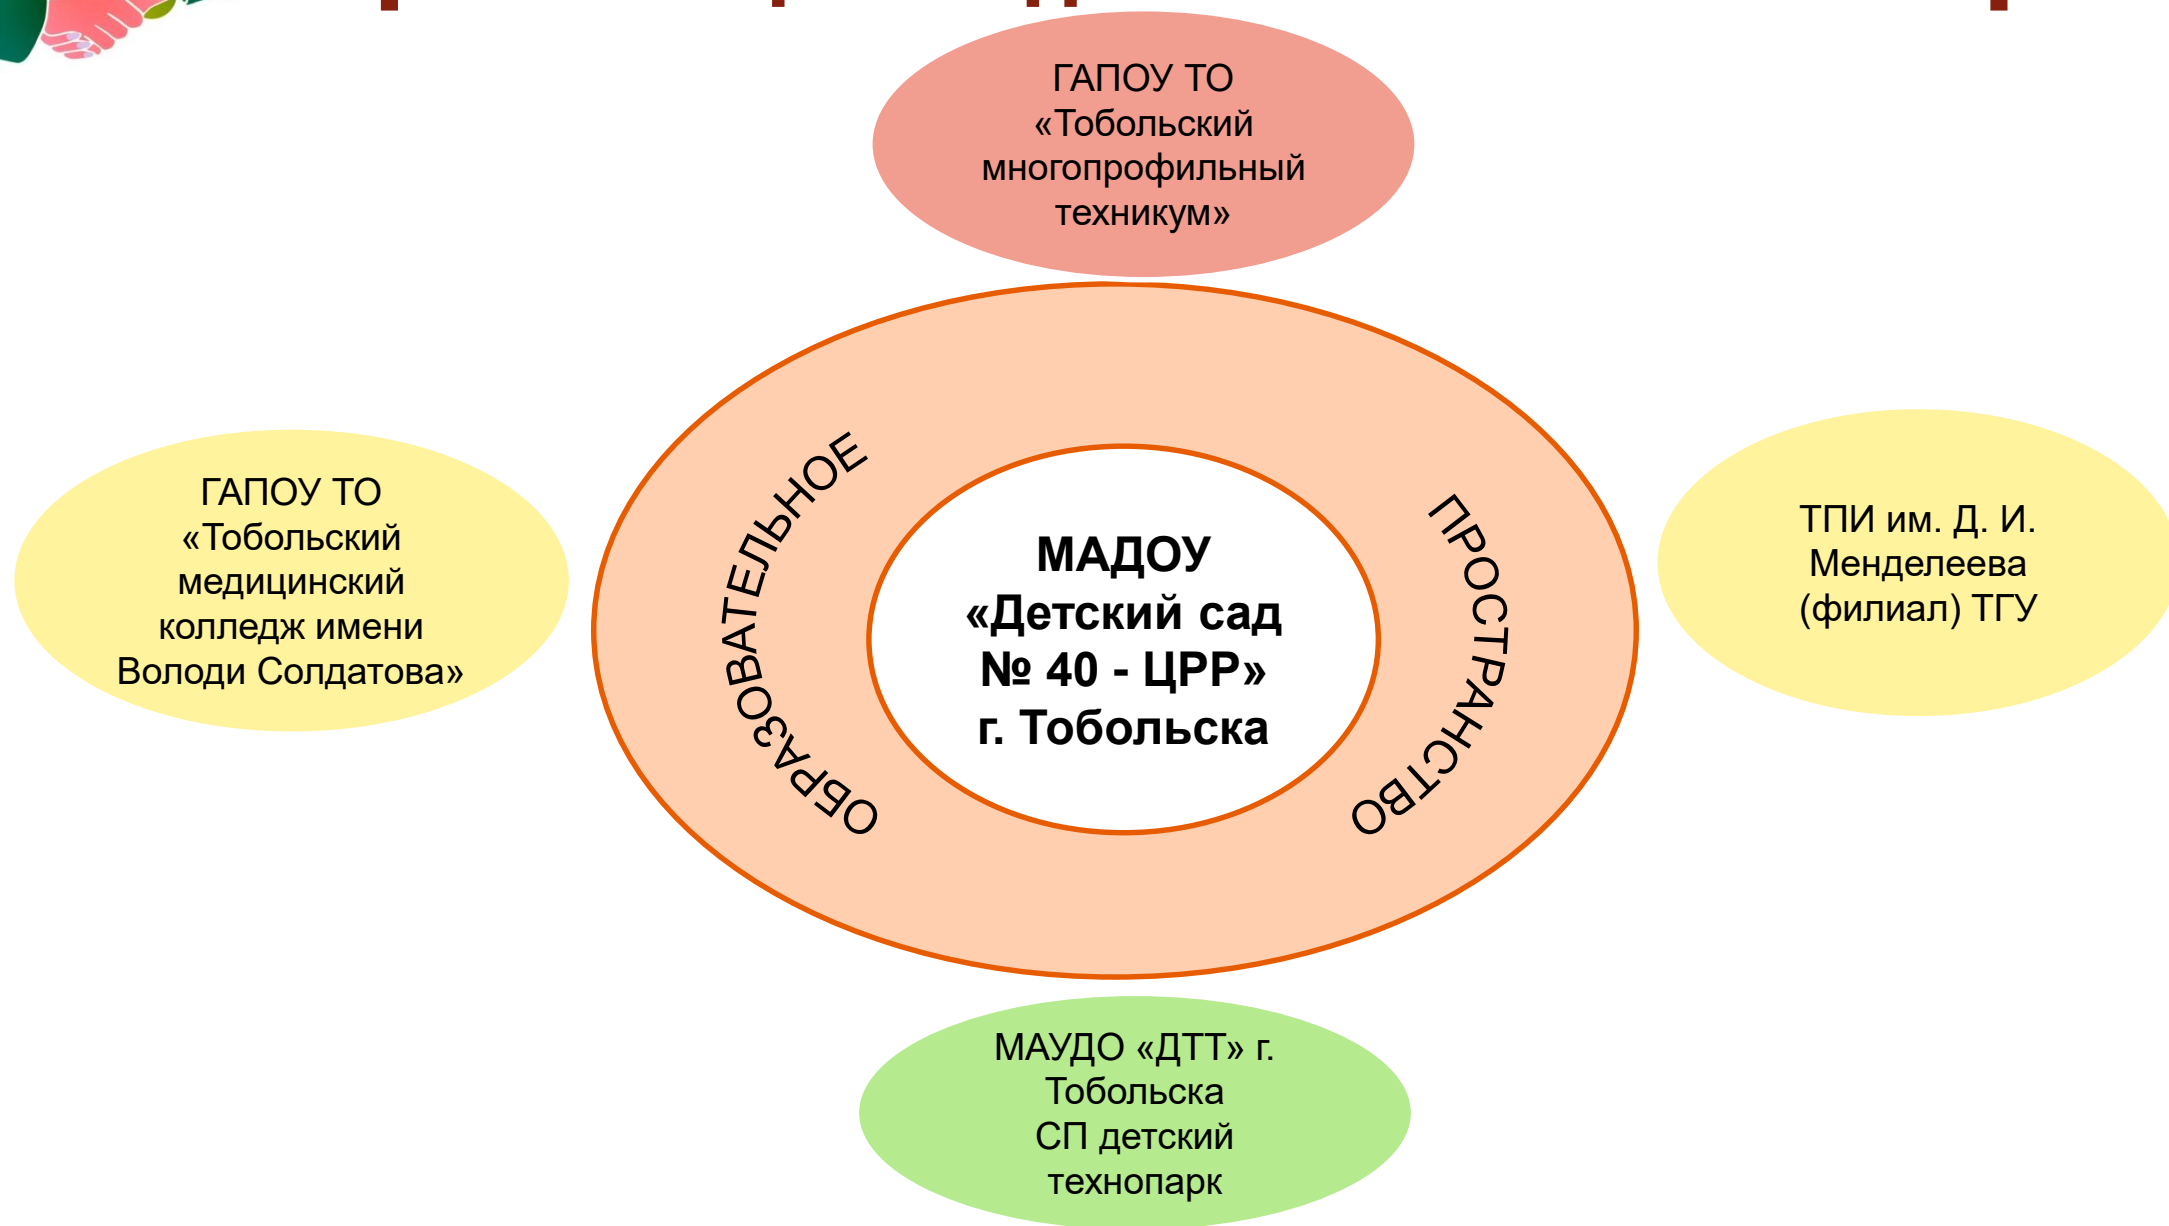 ГАПОУ ТО
«Тобольский
многопрофильный
техникум»
ГАПОУ ТО
«Тобольский
медицинский
колледж имени
Володи Солдатова»
ОБРАЗОВАТЕЛЬНОЕ
МАДОУ
«Детский сад
№ 40 - ЦРР»
г. Тобольска
ПРОСТРАНСТВО
ТПИ им. Д. И.
Менделеева
(филиал) ТГУ
МАУДО «ДТТ» г.
Тобольска
СП детский
технопарк